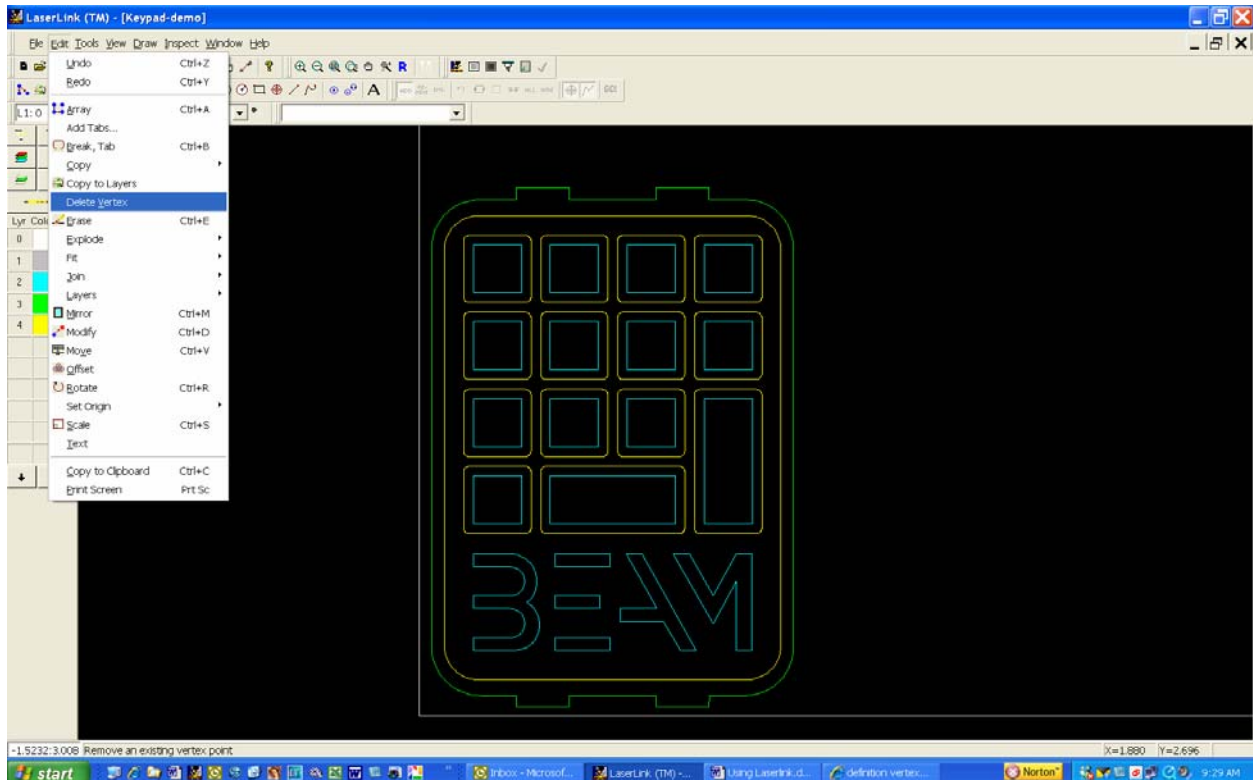 LaserLink (TM) - [Keypad-demo]
File Edit Tools View Draw Inspect Window Help
Undo Ctrl+Z
Redo Ctrl+Y
Array Ctrl+A
Add Tabs...
Break, Tab Ctrl+B
Copy
Copy to Layers
Delete Vertex
Erase Ctrl+E
Explode
Fit
Join
Layers
Mirror Ctrl+M
Modify Ctrl+D
Move Ctrl+V
Offset
Rotate Ctrl+R
Set Origin
Scale Ctrl+S
Text
Copy to Clipboard Ctrl+C
Print Screen Prt Sc
R
A
GO!
L1: 0
Lyr Col
0
1
2
3
4
BEAM
-1.5232:3.008 Remove an existing vertex point X=1.880 Y=2.696
start Inbox - Microsof... LaserLink (TM) -... Using Laserlink.d... definition vertex... Norton™ 9:29 AM